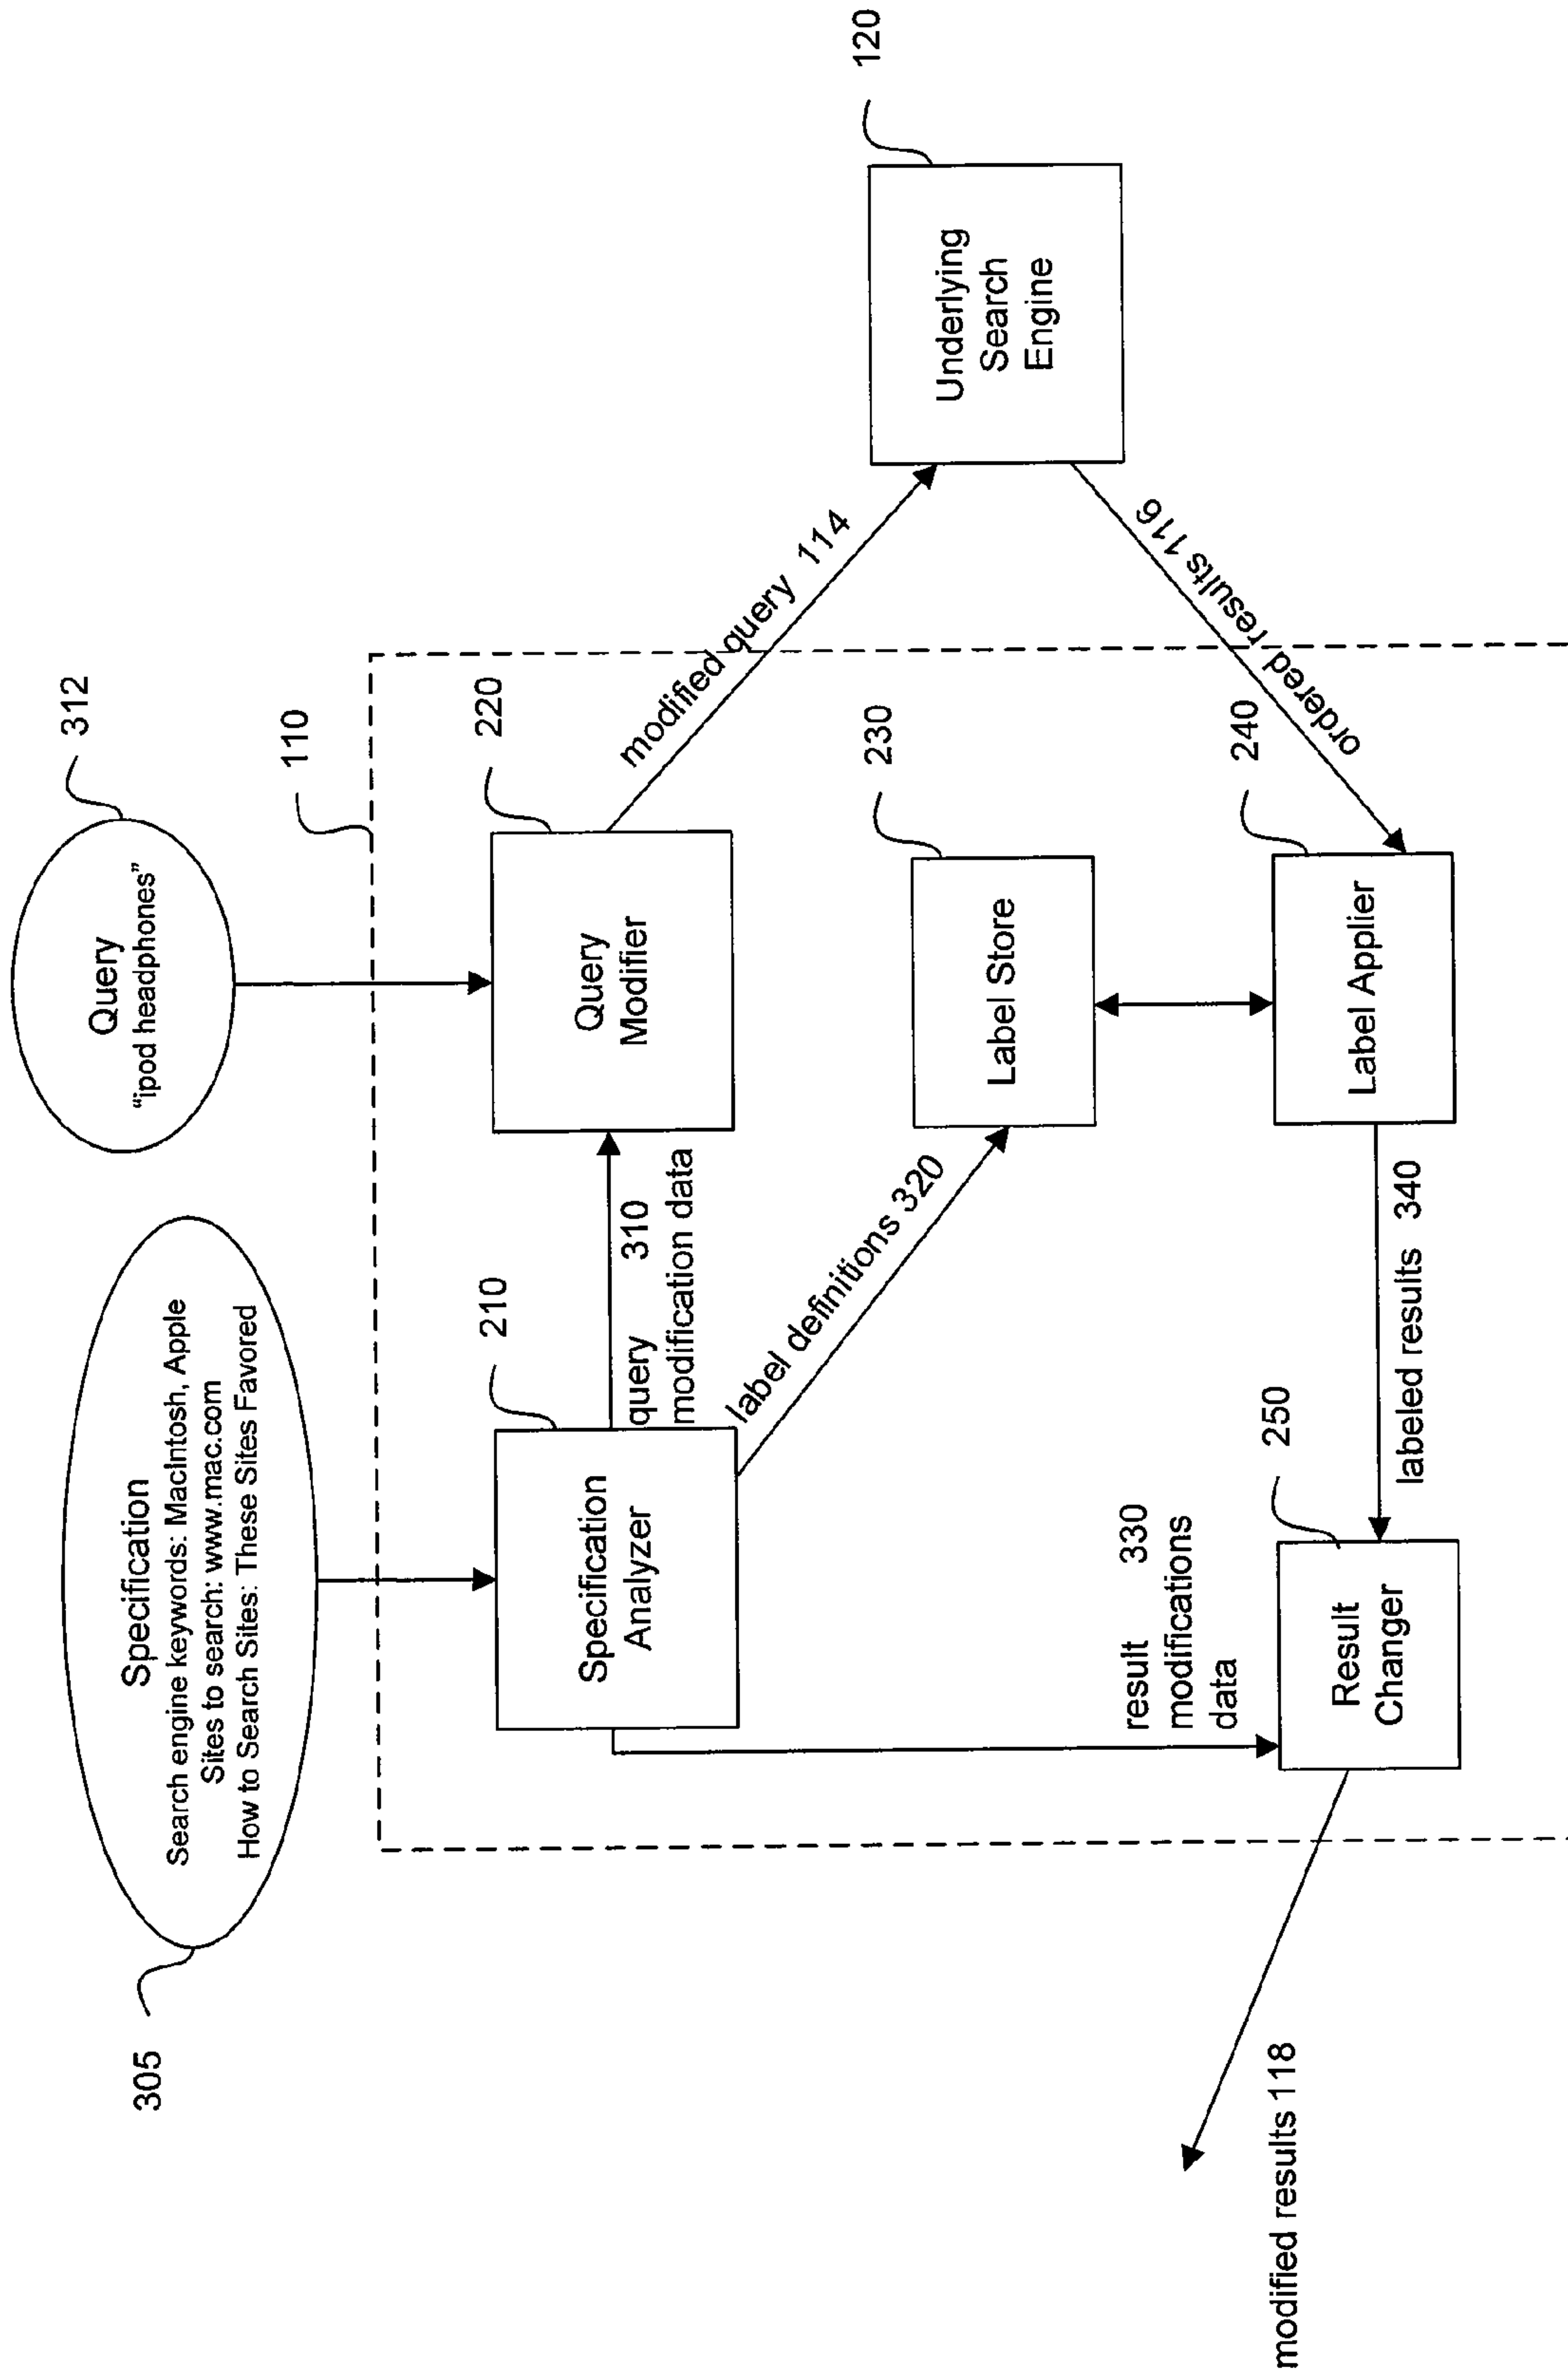 305
Specification
Search engine keywords: MacIntosh, Apple
Sites to search: www.mac.com
How to Search Sites: These Sites Favored
Query
"ipod headphones"
312
110
210
Specification
Analyzer
query 310
modification data
220
Query
Modifier
modified query 114
120
Underlying
Search
Engine
label definitions 320
230
Label Store
ordered results 116
240
Label Applier
result 330
modifications
data
250
Result
Changer
labeled results 340
modified results 118